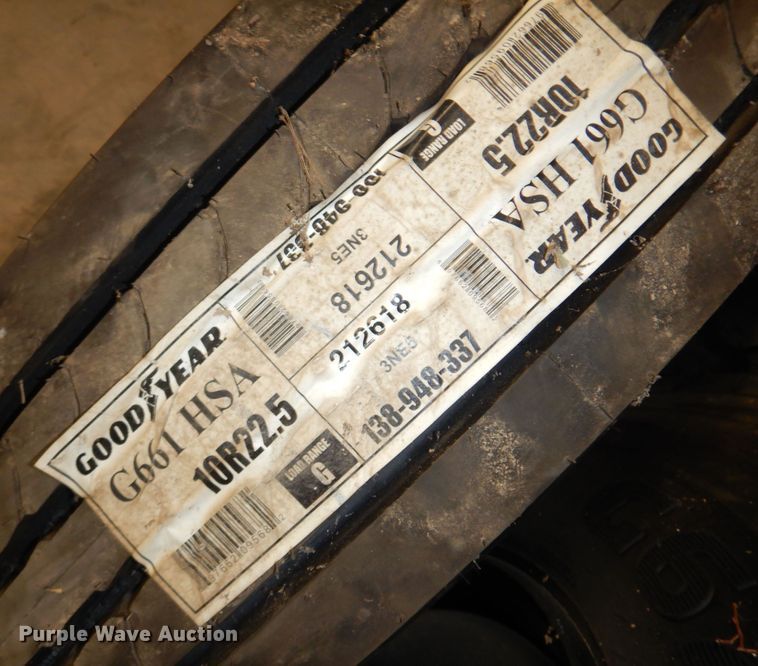 GOODYEAR
G661 HSA
10R22.5
LOAD RANGE
G
212618
3NE5
138-948-337
212618
3NE5
LOAD RANGE
G
10R22.5
G661 HSA
GOODYEAR
Purple Wave Auction